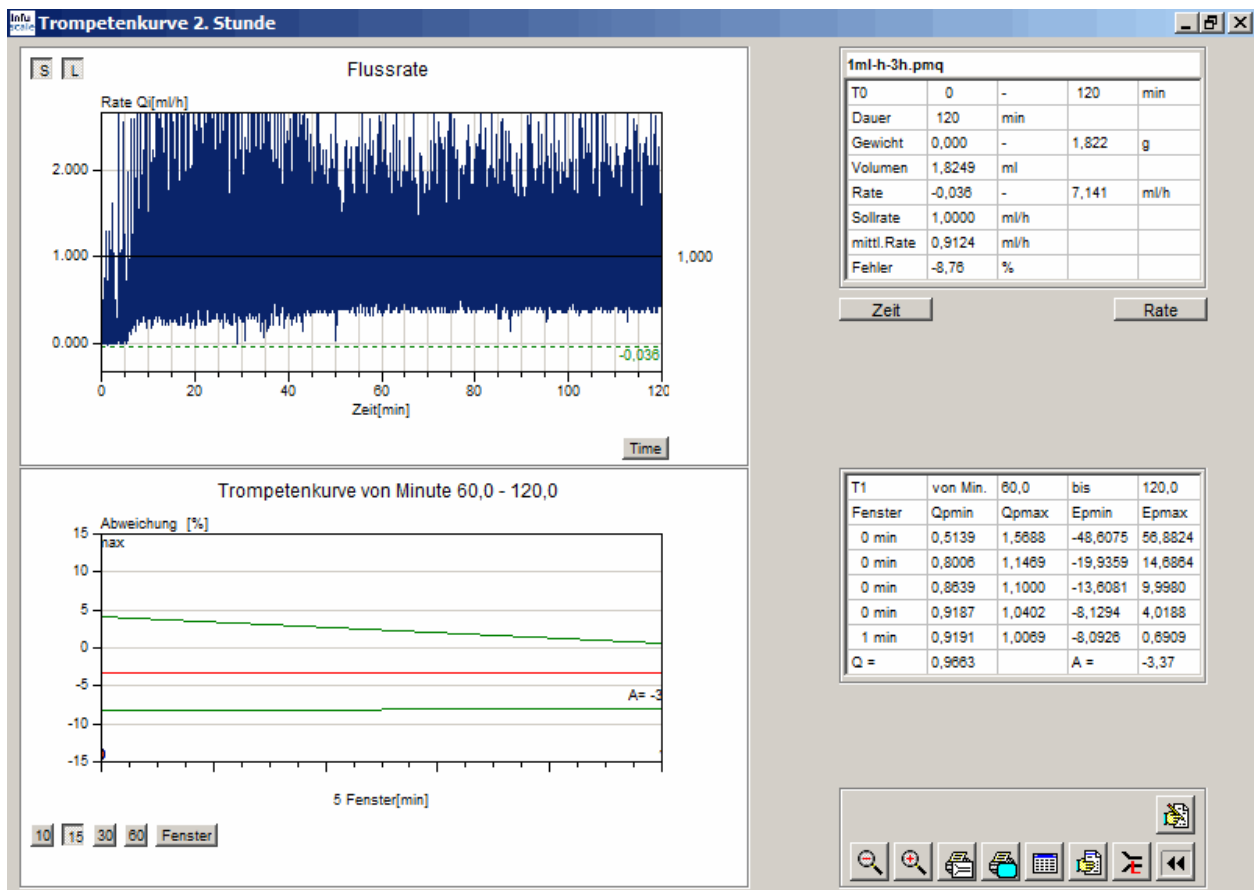 Infu scale Trompetenkurve 2. Stunde
S L
Flussrate
Rate Qi[ml/h]
2.000
1.000
1,000
0.000
-0,036
0 20 40 60 80 100 120
Zeit[min]
Time
Trompetenkurve von Minute 60,0 - 120,0
Abweichung [%]
15
max
10
5
0
-5
A= -3
-10
-15
5 Fenster[min]
10 15 30 60 Fenster
1ml-h-3h.pmq
T0 0 - 120 min
Dauer 120 min
Gewicht 0,000 - 1,822 g
Volumen 1,8249 ml
Rate -0,036 - 7,141 ml/h
Sollrate 1,0000 ml/h
mittl.Rate 0,9124 ml/h
Fehler -8,76 %
Zeit Rate
T1 von Min. 60,0 bis 120,0
Fenster Qpmin Qpmax Epmin Epmax
0 min 0,5139 1,5688 -48,6075 56,8824
0 min 0,8006 1,1469 -19,9359 14,6864
0 min 0,8639 1,1000 -13,6081 9,9980
0 min 0,9187 1,0402 -8,1294 4,0188
1 min 0,9191 1,0069 -8,0926 0,6909
Q = 0,9663 A = -3,37